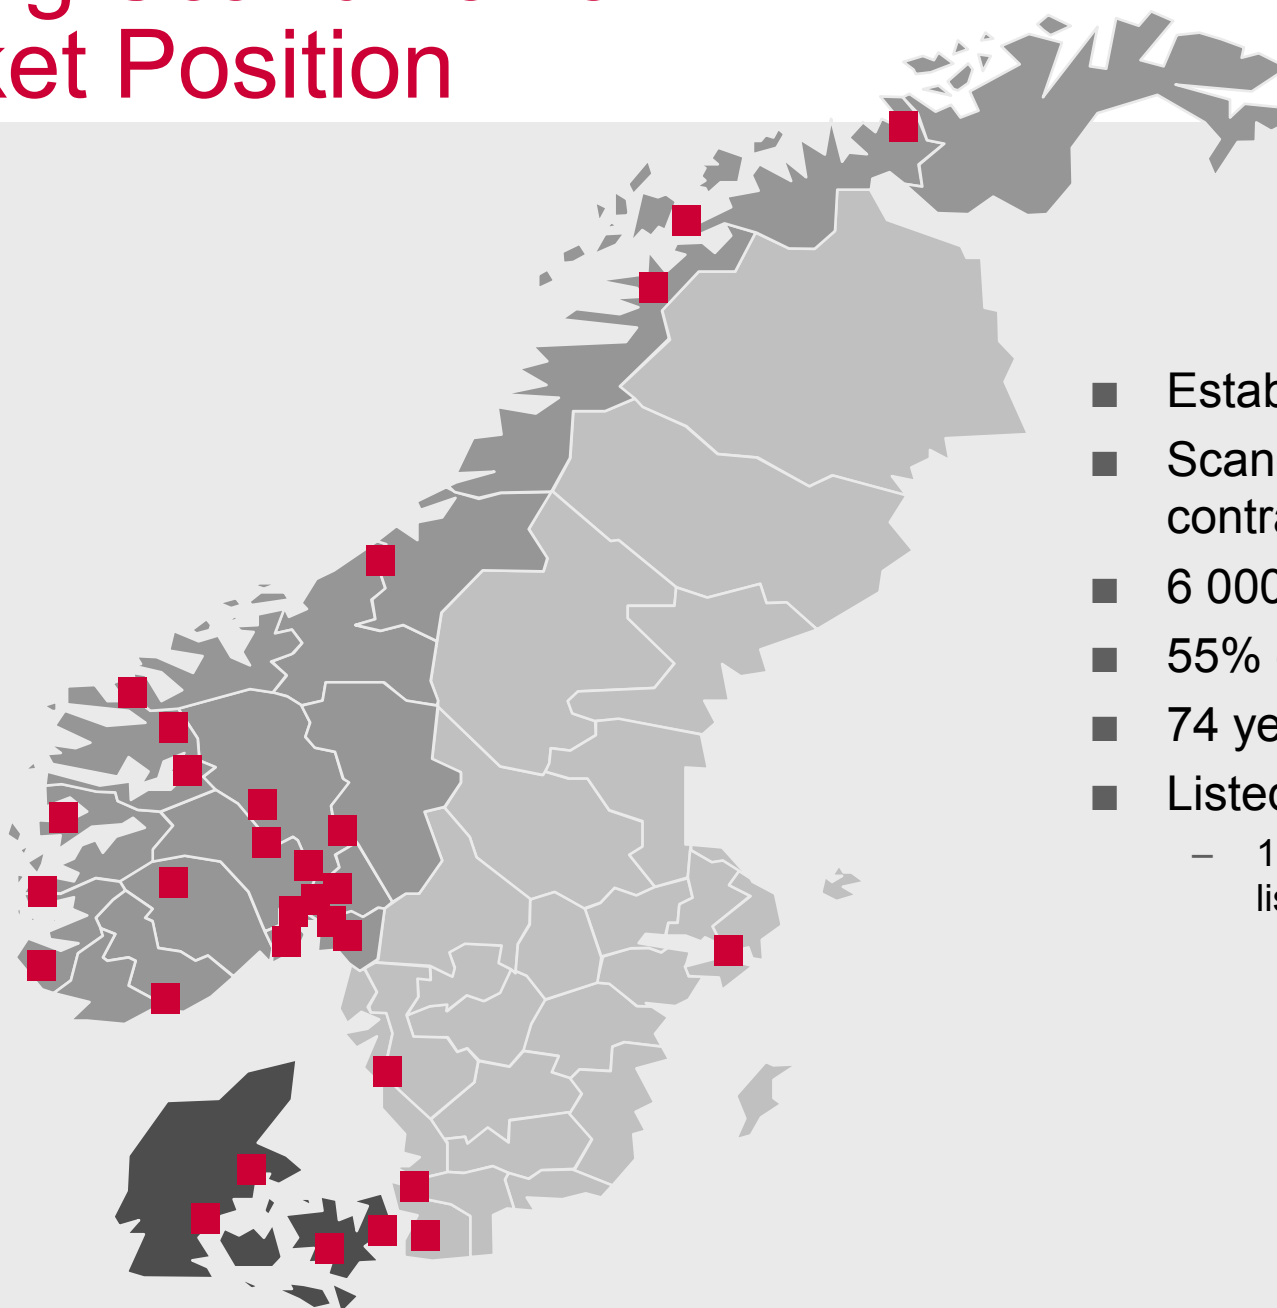 ket Position
Estab
Scan
contra
6 000
55%
74 ye
Listed
– 1
lis